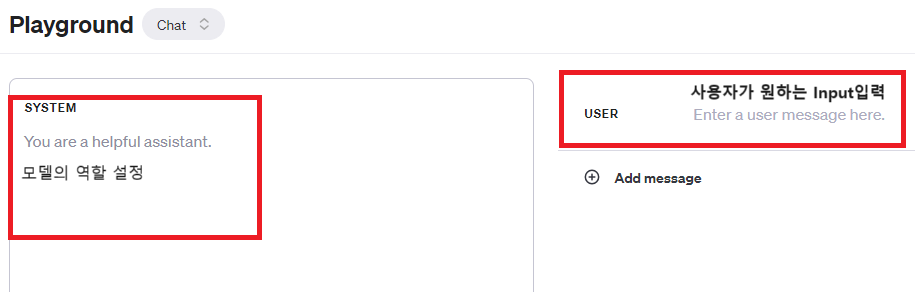 Playground Chat
SYSTEM
You are a helpful assistant.
모델의 역할 설정
사용자가 원하는 Input입력
USER Enter a user message here.
Add message